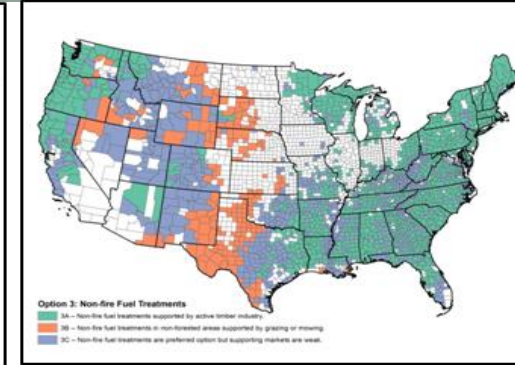 Option 3: Non-fire Fuel Treatments
3A – Non-fire fuel treatments supported by active timber industry.
3B – Non-fire fuel treatments in non-forested areas supported by grazing or mowing.
3C – Non-fire fuel treatments are preferred option but supporting markets are weak.